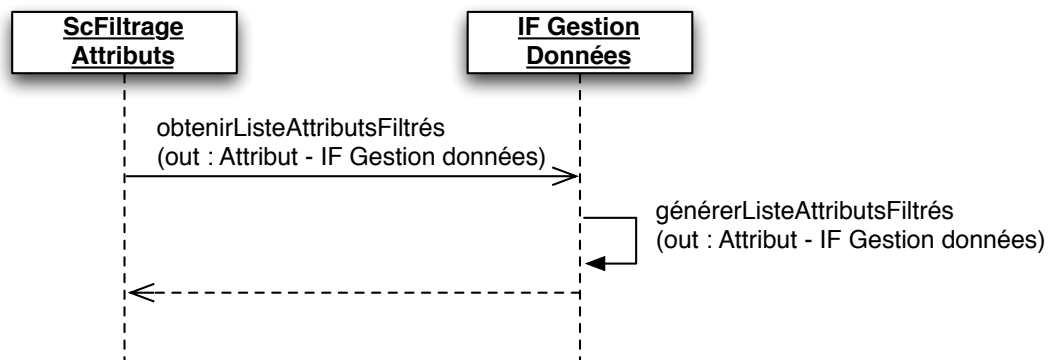 ScFiltrage
Attributs
IF Gestion
Données
obtenirListeAttributsFiltrés
(out : Attribut - IF Gestion données)
générerListeAttributsFiltrés
(out : Attribut - IF Gestion données)